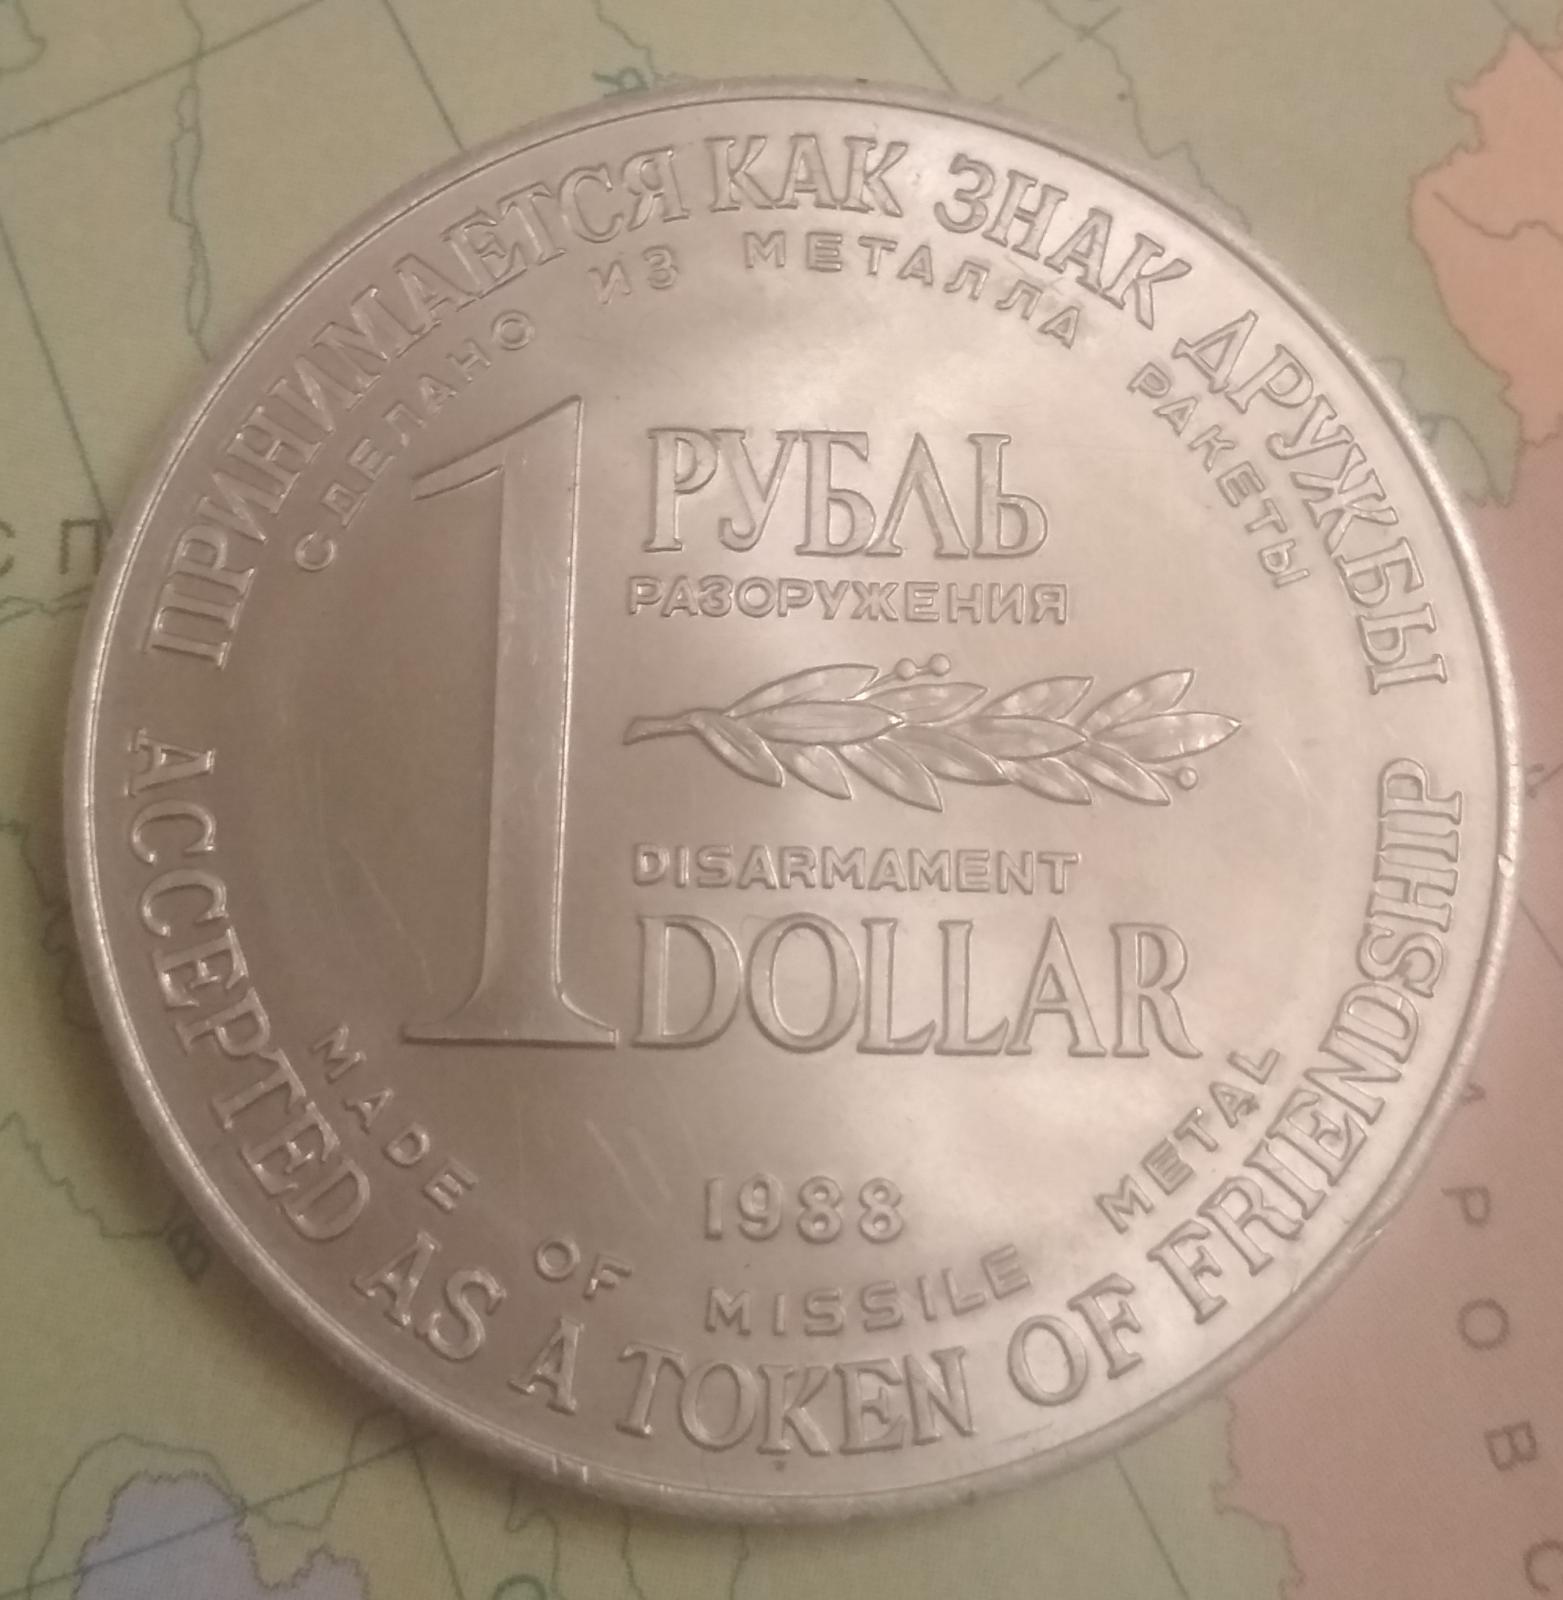 ПРИНИМАЕТСЯ КАК ЗНАК ДРУЖБЫ
СДЕЛАНО ИЗ МЕТАЛЛА РАКЕТЫ
1 РУБЛЬ
РАЗОРУЖЕНИЯ
DISARMAMENT
DOLLAR
1988
MADE OF MISSILE METAL
ACCEPTED AS A TOKEN OF FRIENDSHIP